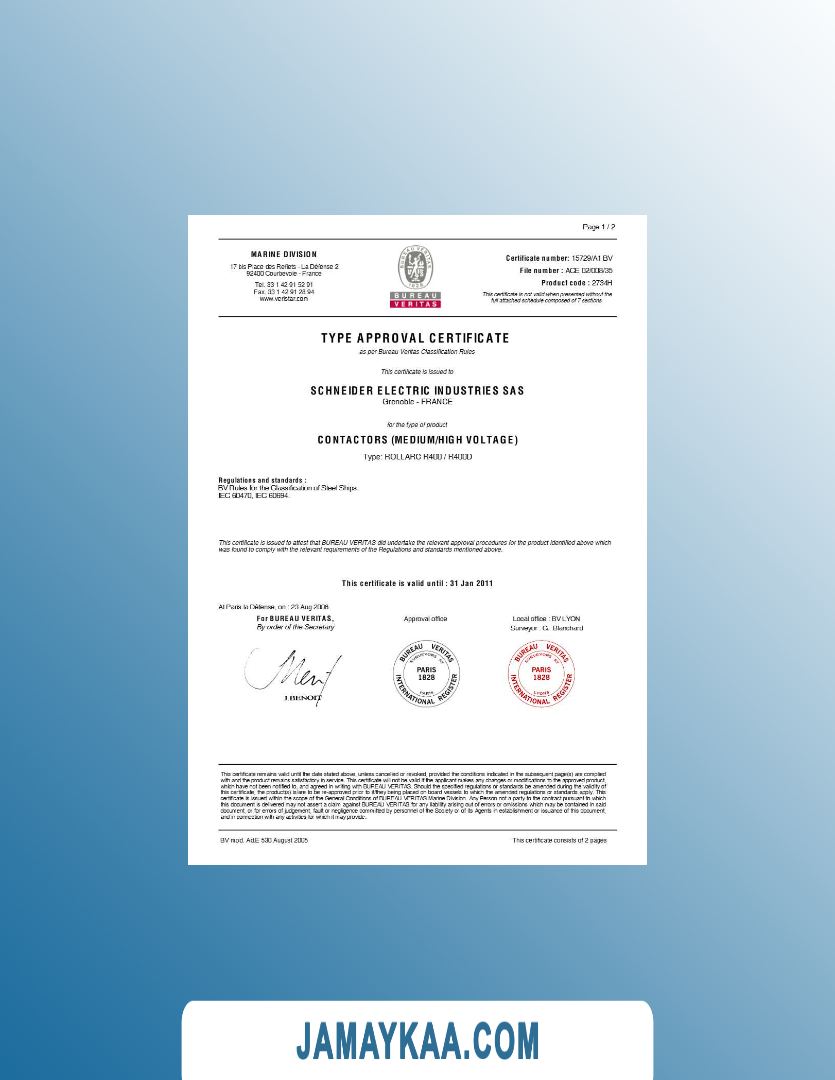 Page 1 / 2
MARINE DIVISION
17 bis Place des Reflets - La Défense 2
92400 Courbevoie - France
Tel. 33 1 42 91 52 91
Fax. 33 1 42 91 28 94
www.veristar.com
BUREAU VERITAS
1828
BUREAU
VERITAS
Certificate number: 15729/A1 BV
File number : ACE 02/008/35
Product code : 2734H
This certificate is not valid when presented without the
full attached schedule composed of 7 sections
TYPE APPROVAL CERTIFICATE
as per Bureau Veritas Classification Rules
This certificate is issued to
SCHNEIDER ELECTRIC INDUSTRIES SAS
Grenoble - FRANCE
for the type of product
CONTACTORS (MEDIUM/HIGH VOLTAGE)
Type: ROLLARC R400 / R400D
Regulations and standards :
BV Rules for the Classification of Steel Ships.
IEC 60470, IEC 60694.
This certificate is issued to attest that BUREAU VERITAS did undertake the relevant approval procedures for the product identified above which
was found to comply with the relevant requirements of the Regulations and standards mentioned above.
This certificate is valid until : 31 Jan 2011
At Paris la Défense, on : 23 Aug 2006
For BUREAU VERITAS,
By order of the Secretary
J.BENOIT
Approval office
BUREAU VERITAS
PARIS
1828
INTERNATIONAL REGISTER
Local office : BV LYON
Surveyor : G. Blanchard
BUREAU VERITAS
PARIS
1828
INTERNATIONAL REGISTER
This certificate remains valid until the date stated above, unless cancelled or revoked, provided the conditions indicated in the subsequent page(s) are complied
with and the product remains satisfactory in service. This certificate will not be valid if the applicant makes any changes or modifications to the approved product,
which have not been notified to, and agreed in writing with BUREAU VERITAS. Should the specified regulations or standards be amended during the validity of
this certificate, the product(s) is/are to be re-approved prior to it/they being placed on board vessels to which the amended regulations or standards apply. This
certificate is issued within the scope of the General Conditions of BUREAU VERITAS Marine Division. Any Person not a party to the contract pursuant to which
this document is delivered may not assert a claim against BUREAU VERITAS for any liability arising out of errors or omissions which may be contained in said
document, or for errors of judgement, fault or negligence committed by personnel of the Society or of its Agents in establishment or issuance of this document,
and in connection with any activities for which it may provide.
BV mod. Ad.E 530 August 2005
This certificate consists of 2 pages
JAMAYKAA.COM